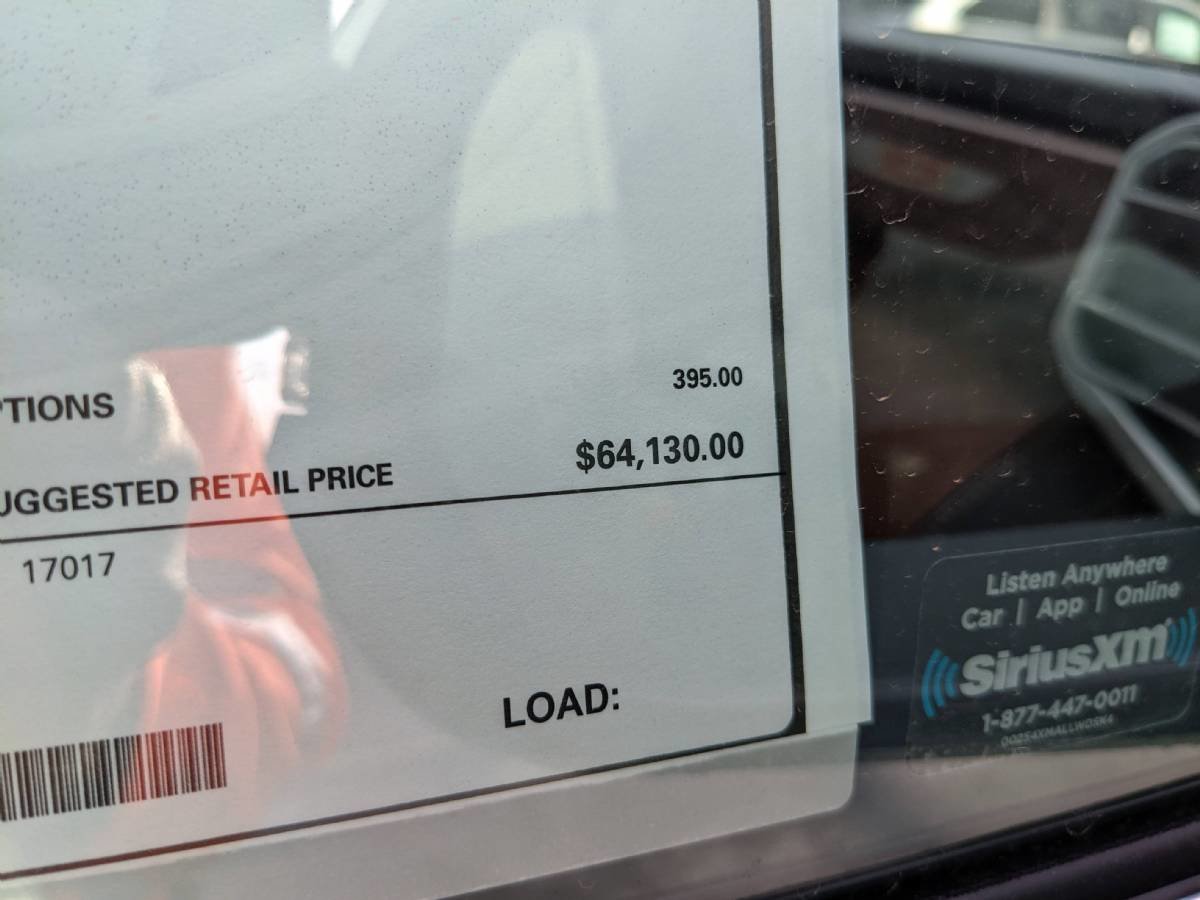 PTIONS 395.00
UGGESTED RETAIL PRICE $64,130.00
17017
LOAD:
Listen Anywhere
Car | App | Online
SiriusXm
1-877-447-0011